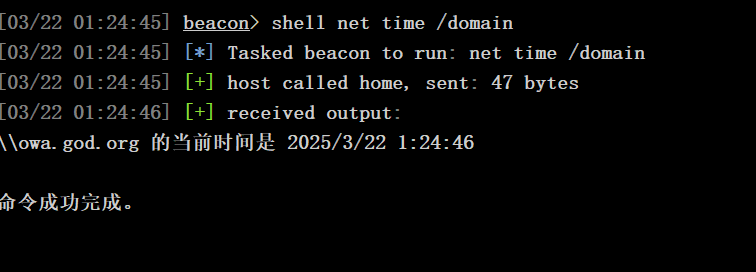 [03/22 01:24:45] beacon> shell net time /domain
[03/22 01:24:45] [*] Tasked beacon to run: net time /domain
[03/22 01:24:45] [+] host called home, sent: 47 bytes
[03/22 01:24:46] [+] received output:
\\owa.god.org 的当前时间是 2025/3/22 1:24:46
命令成功完成。